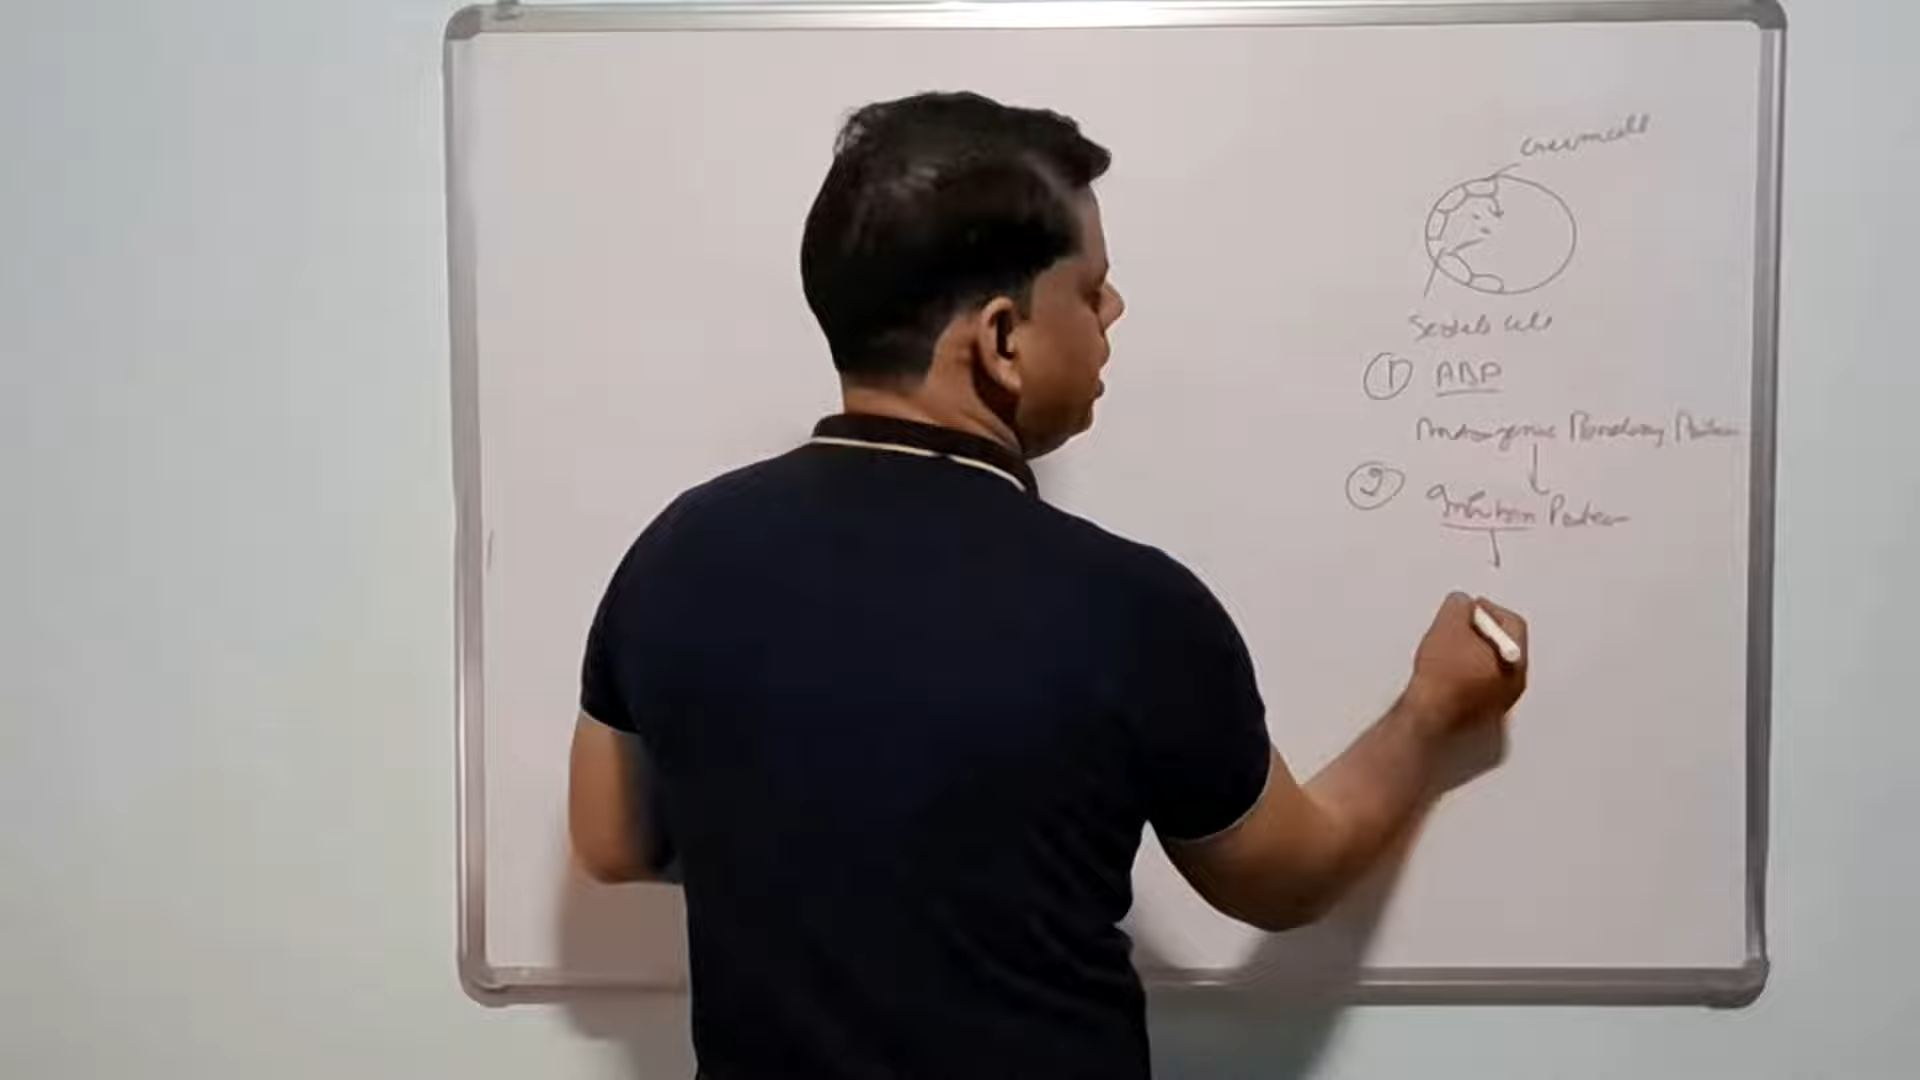 Germ cell
Sertoli cell
① ABP
Androgenic Binding Protein
② Inhibin Protein